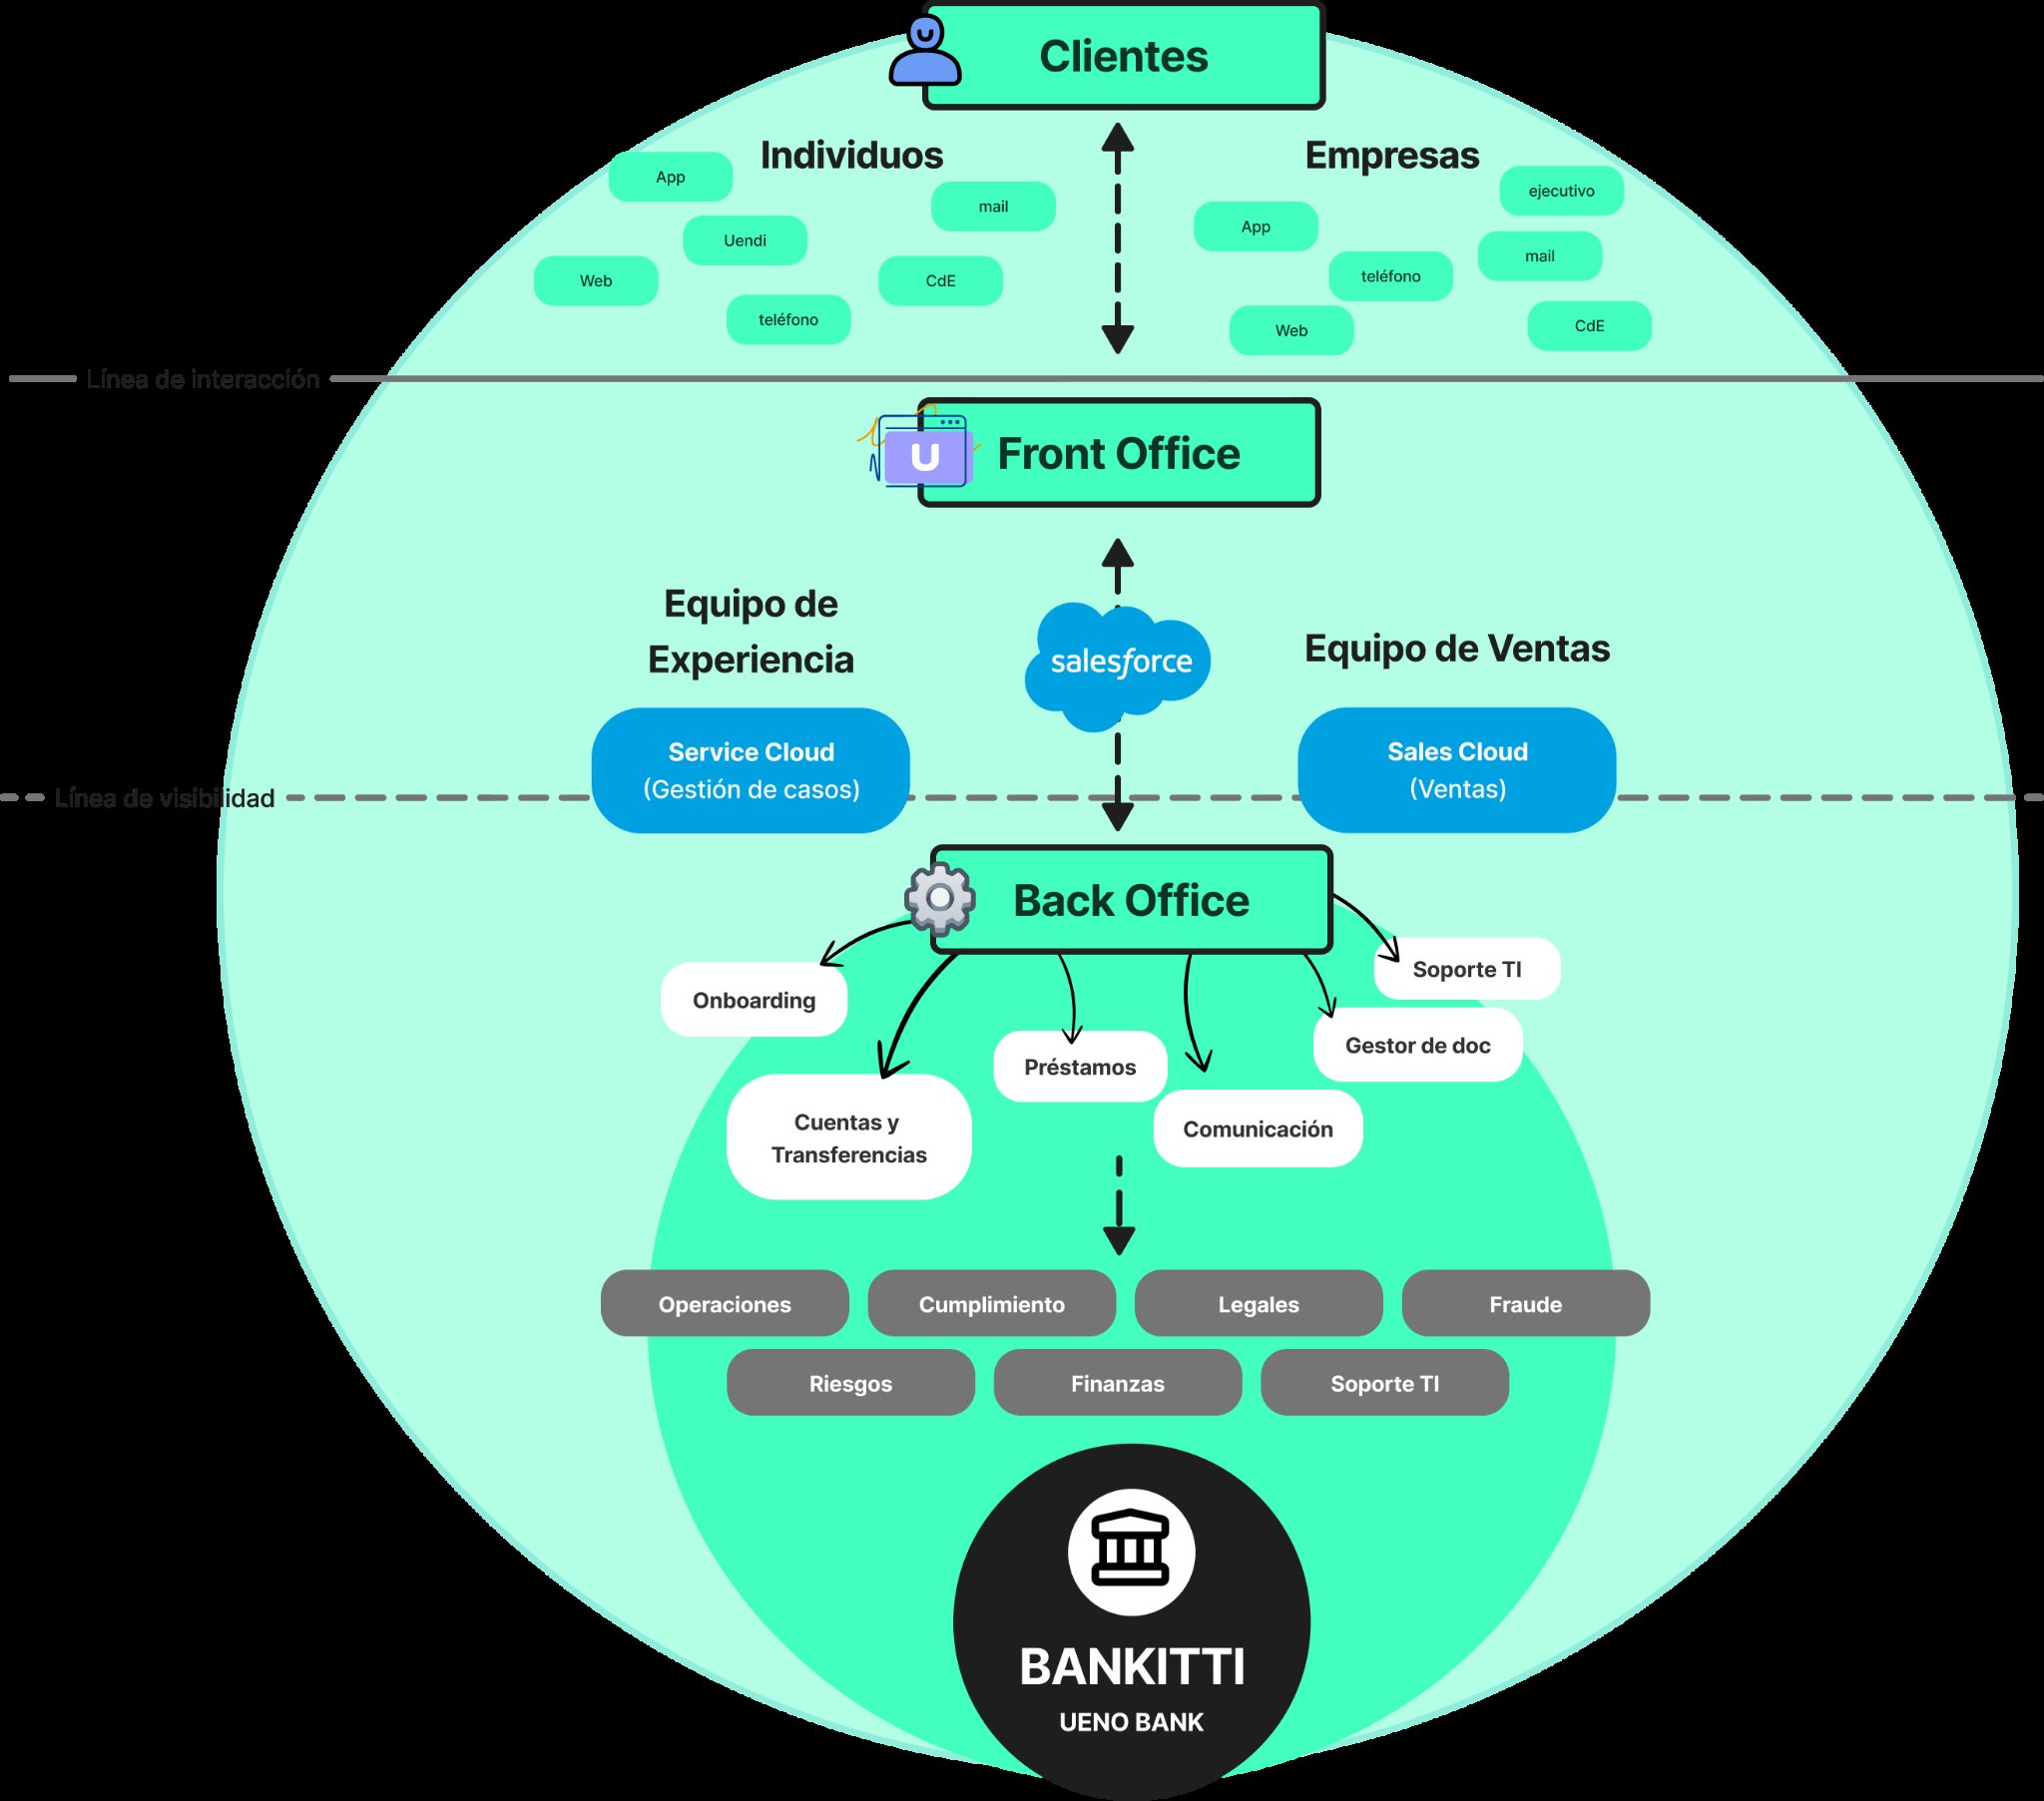 Clientes
Individuos
App
mail
Uendi
Web
CdE
teléfono
Empresas
ejecutivo
App
mail
teléfono
Web
CdE
Línea de interacción
Front Office
Equipo de
Experiencia
salesforce
Equipo de Ventas
Service Cloud
(Gestión de casos)
Sales Cloud
(Ventas)
Línea de visibilidad
Back Office
Onboarding
Cuentas y
Transferencias
Préstamos
Comunicación
Gestor de doc
Soporte TI
Operaciones
Cumplimiento
Legales
Fraude
Riesgos
Finanzas
Soporte TI
BANKITTI
UENO BANK